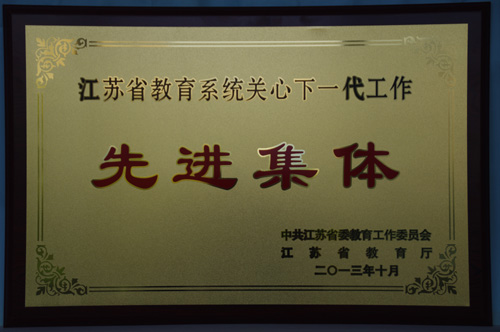 江苏省教育系统关心下一代工作
先进集体
中共江苏省委教育工作委员会
江苏省教育厅
二〇一三年十月